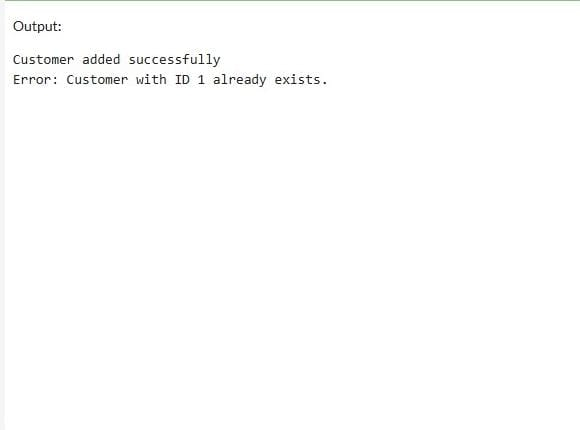 Output:
Customer added successfully
Error: Customer with ID 1 already exists.